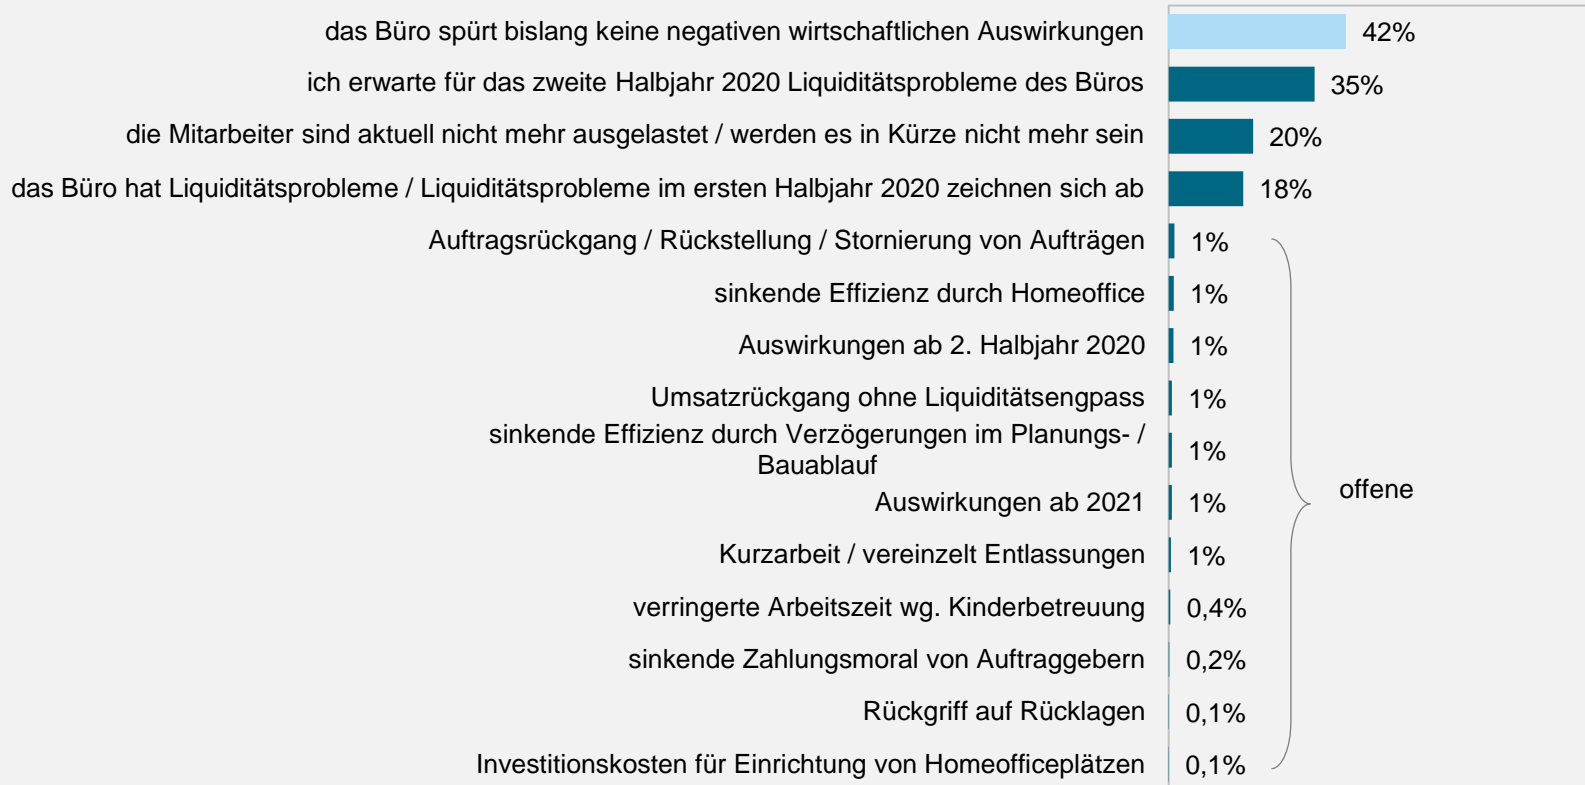 das Büro spürt bislang keine negativen wirtschaftlichen Auswirkungen 42%
ich erwarte für das zweite Halbjahr 2020 Liquiditätsprobleme des Büros 35%
die Mitarbeiter sind aktuell nicht mehr ausgelastet / werden es in Kürze nicht mehr sein 20%
das Büro hat Liquiditätsprobleme / Liquiditätsprobleme im ersten Halbjahr 2020 zeichnen sich ab 18%
Auftragsrückgang / Rückstellung / Stornierung von Aufträgen 1%
sinkende Effizienz durch Homeoffice 1%
Auswirkungen ab 2. Halbjahr 2020 1%
Umsatzrückgang ohne Liquiditätsengpass 1%
sinkende Effizienz durch Verzögerungen im Planungs- /
Bauablauf 1%
Auswirkungen ab 2021 1%
offene
Kurzarbeit / vereinzelt Entlassungen 1%
verringerte Arbeitszeit wg. Kinderbetreuung 0,4%
sinkende Zahlungsmoral von Auftraggebern 0,2%
Rückgriff auf Rücklagen 0,1%
Investitionskosten für Einrichtung von Homeofficeplätzen 0,1%